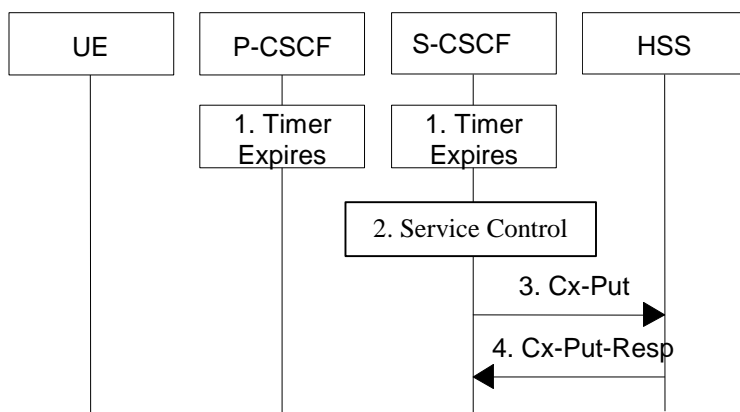 UE
P-CSCF
S-CSCF
HSS
1. Timer
Expires
1. Timer
Expires
2. Service Control
3. Cx-Put
4. Cx-Put-Resp